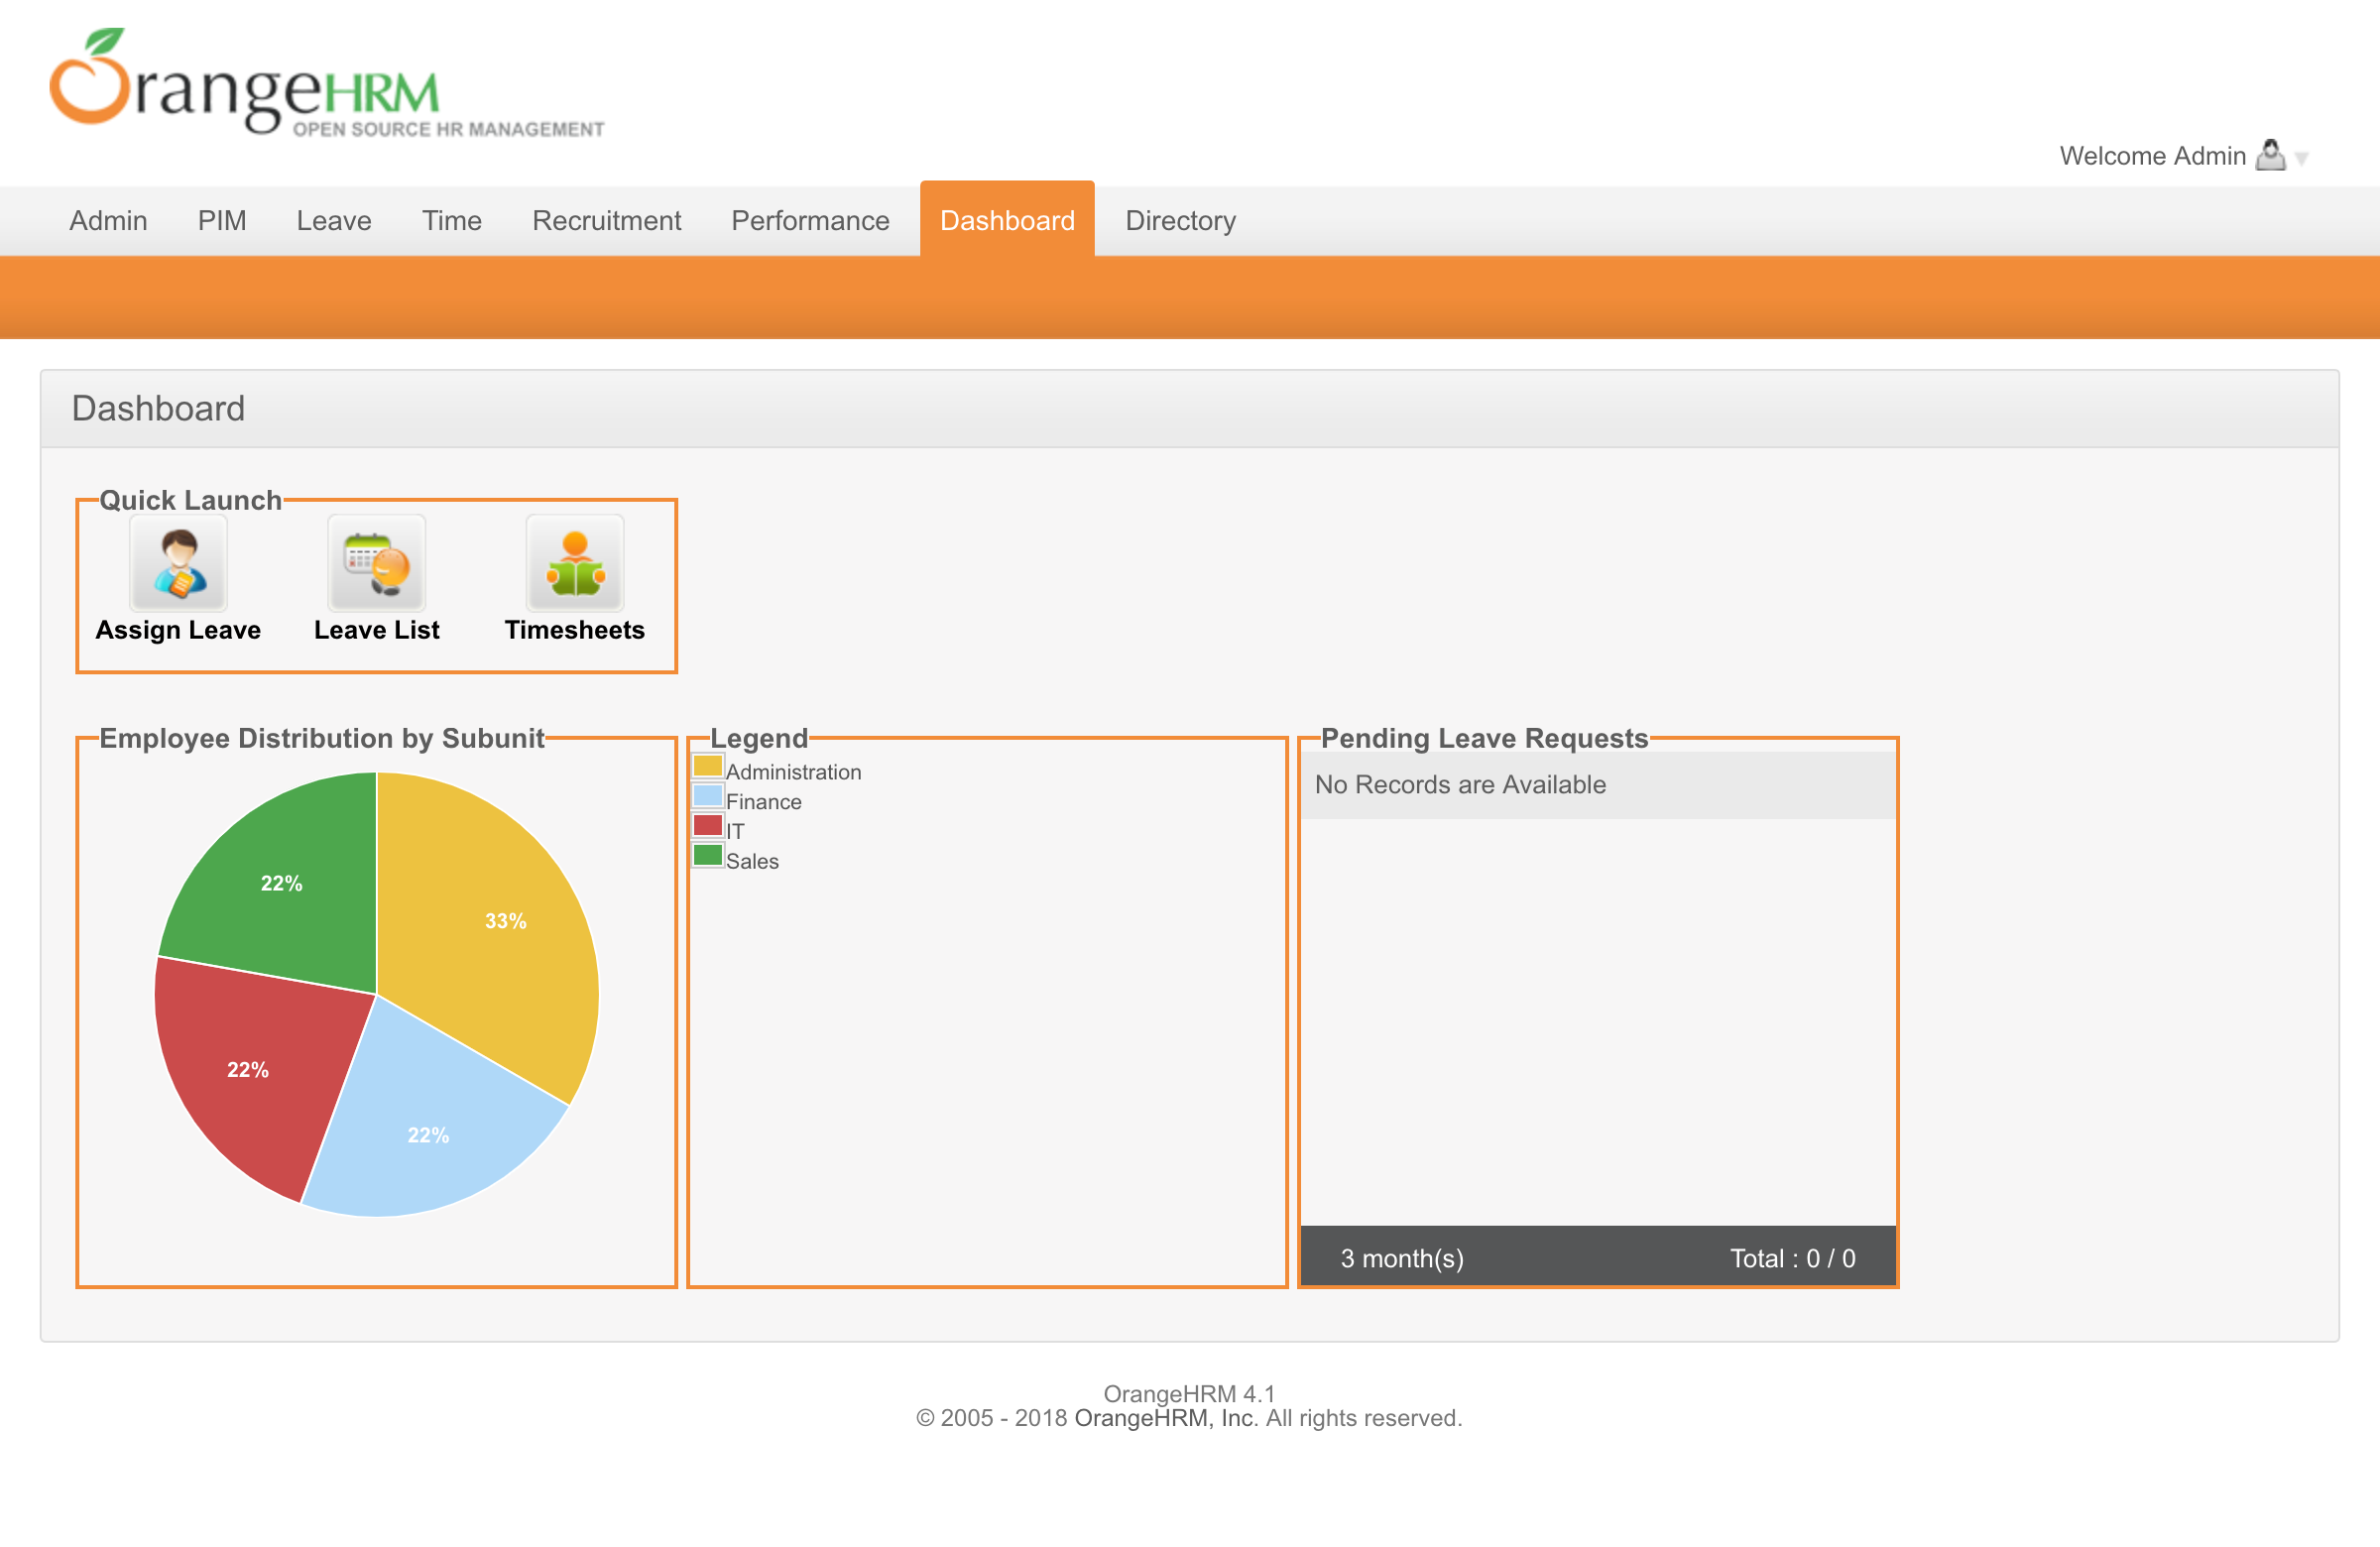 OrangeHRM
OPEN SOURCE HR MANAGEMENT
Welcome Admin
Admin PIM Leave Time Recruitment Performance Dashboard Directory
Dashboard
Quick Launch
Assign Leave Leave List Timesheets
Employee Distribution by Subunit
22%
33%
22%
22%
Legend
Administration
Finance
IT
Sales
Pending Leave Requests
No Records are Available
3 month(s) Total : 0 / 0
OrangeHRM 4.1
© 2005 - 2018 OrangeHRM, Inc. All rights reserved.